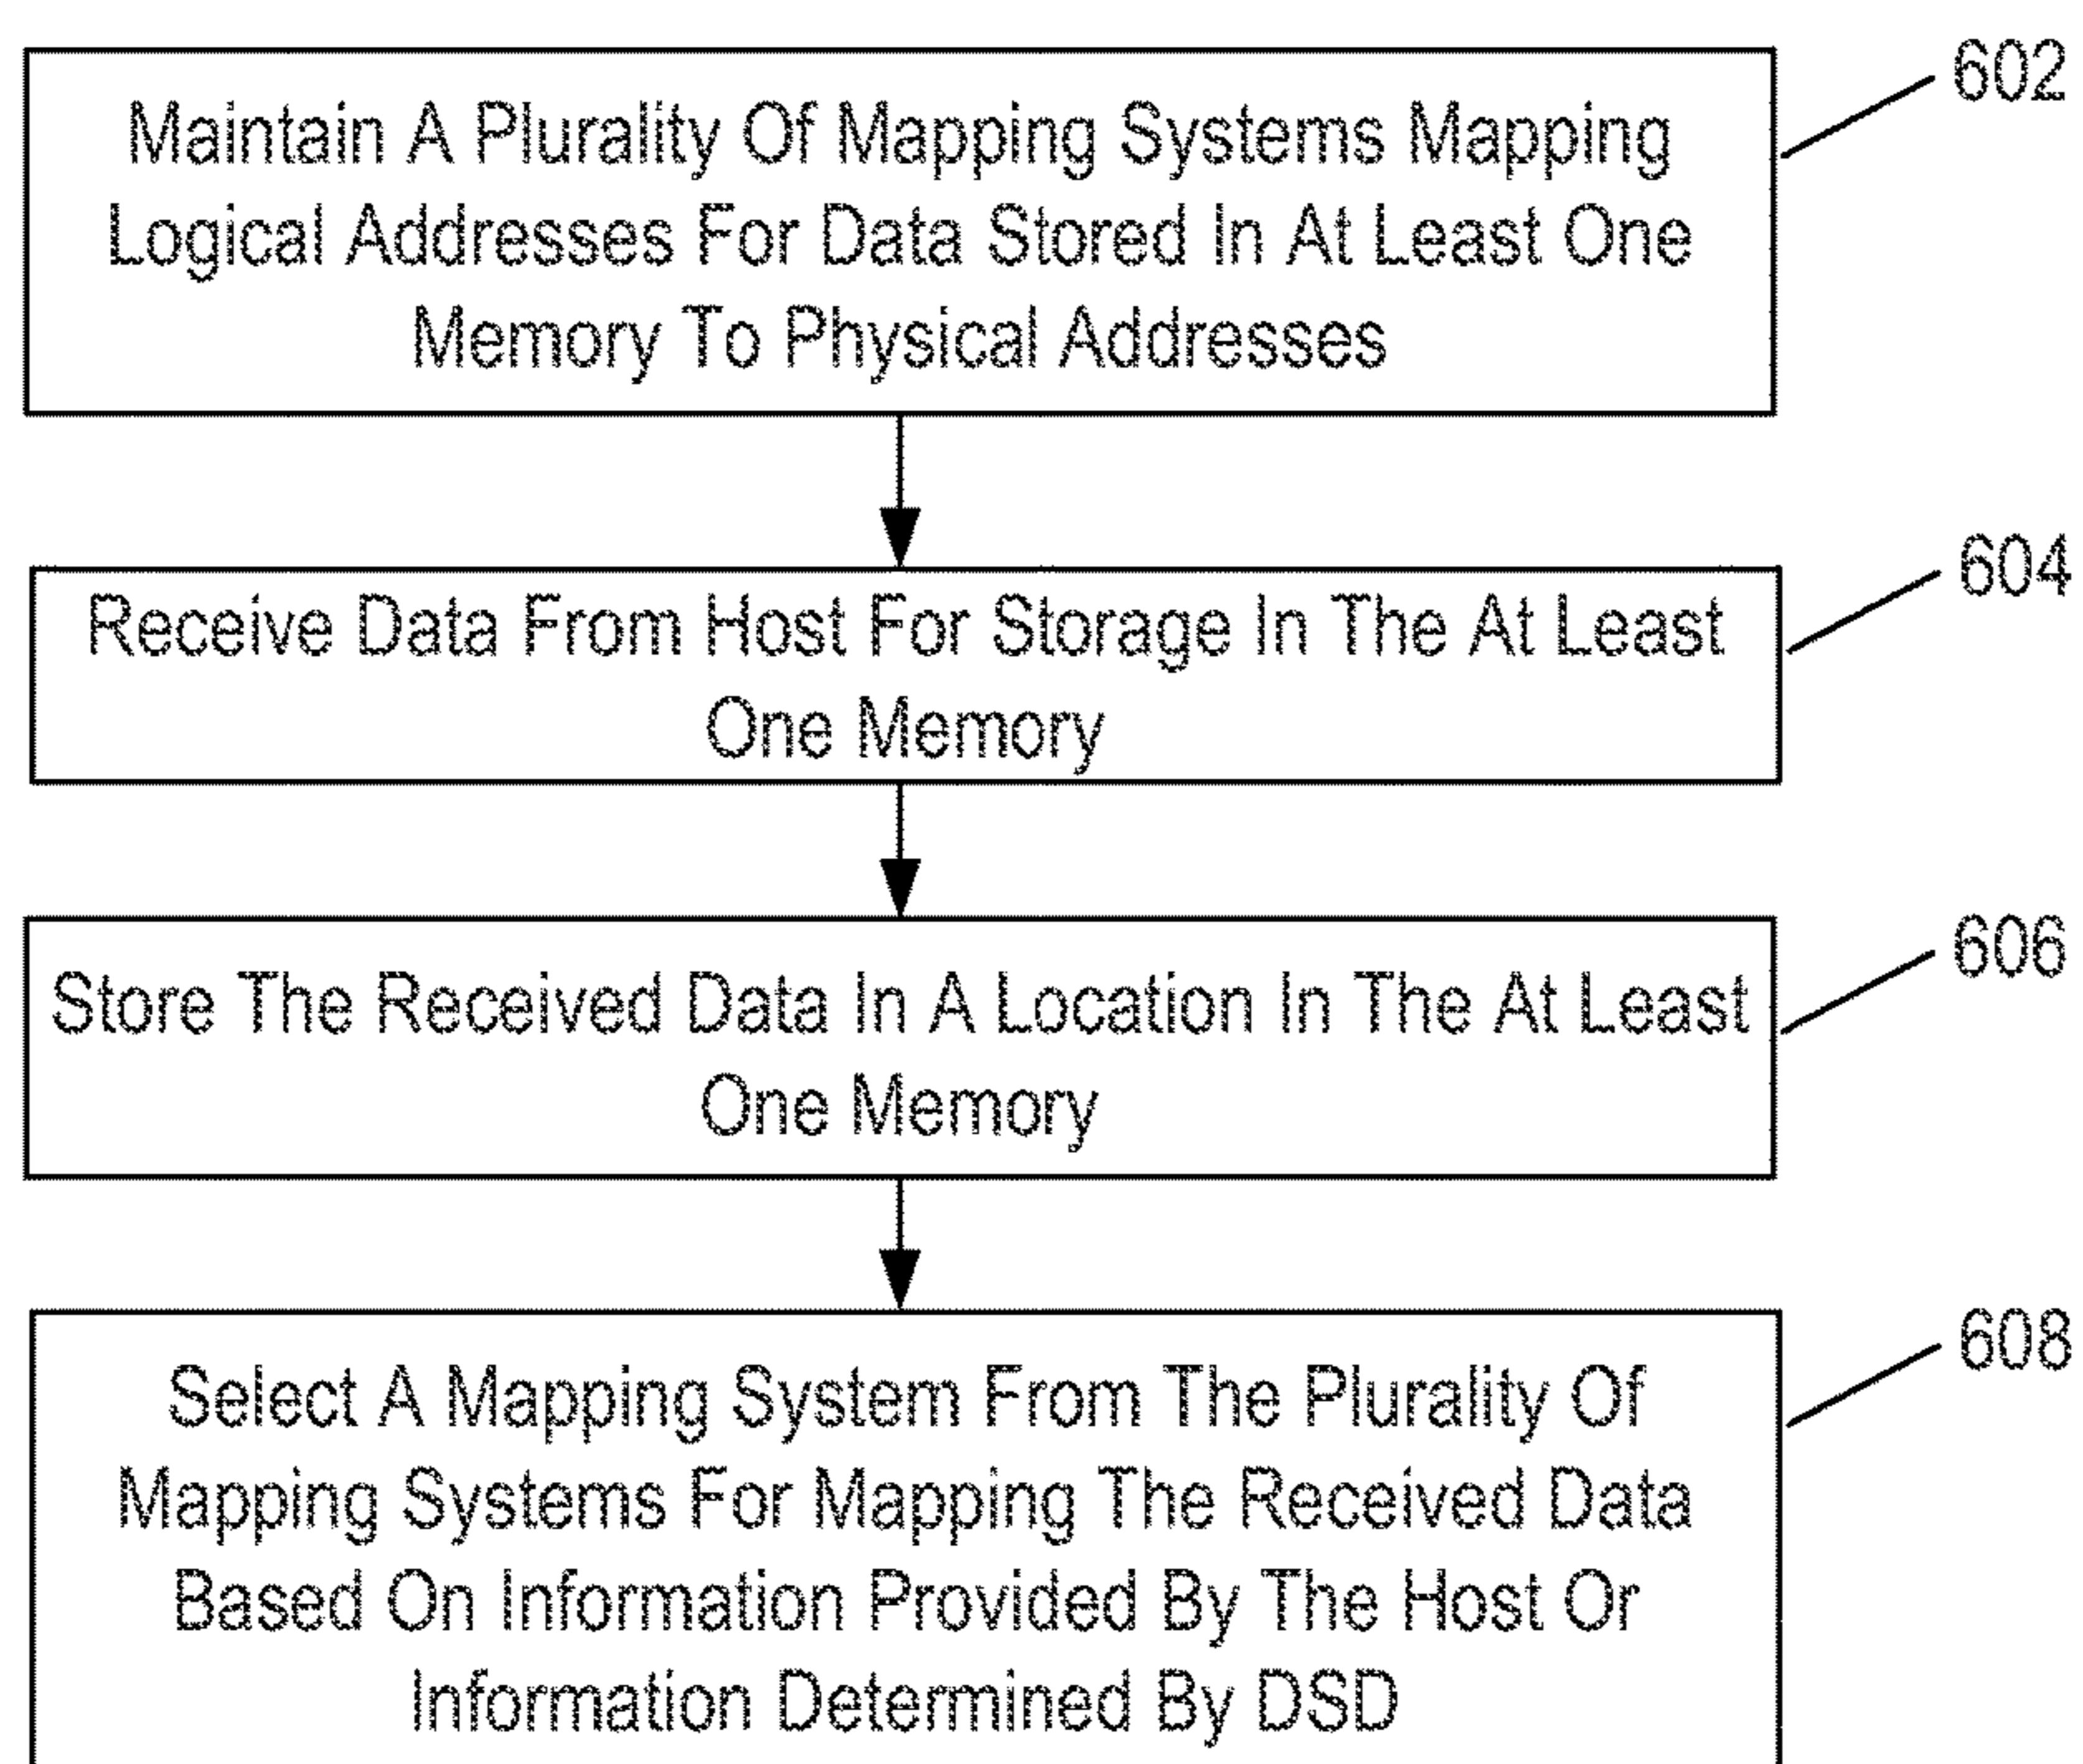 602
Maintain A Plurality Of Mapping Systems Mapping
Logical Addresses For Data Stored In At Least One
Memory To Physical Addresses
604
Receive Data From Host For Storage In The At Least
One Memory
606
Store The Received Data In A Location In The At Least
One Memory
608
Select A Mapping System From The Plurality Of
Mapping Systems For Mapping The Received Data
Based On Information Provided By The Host Or
Information Determined By DSD